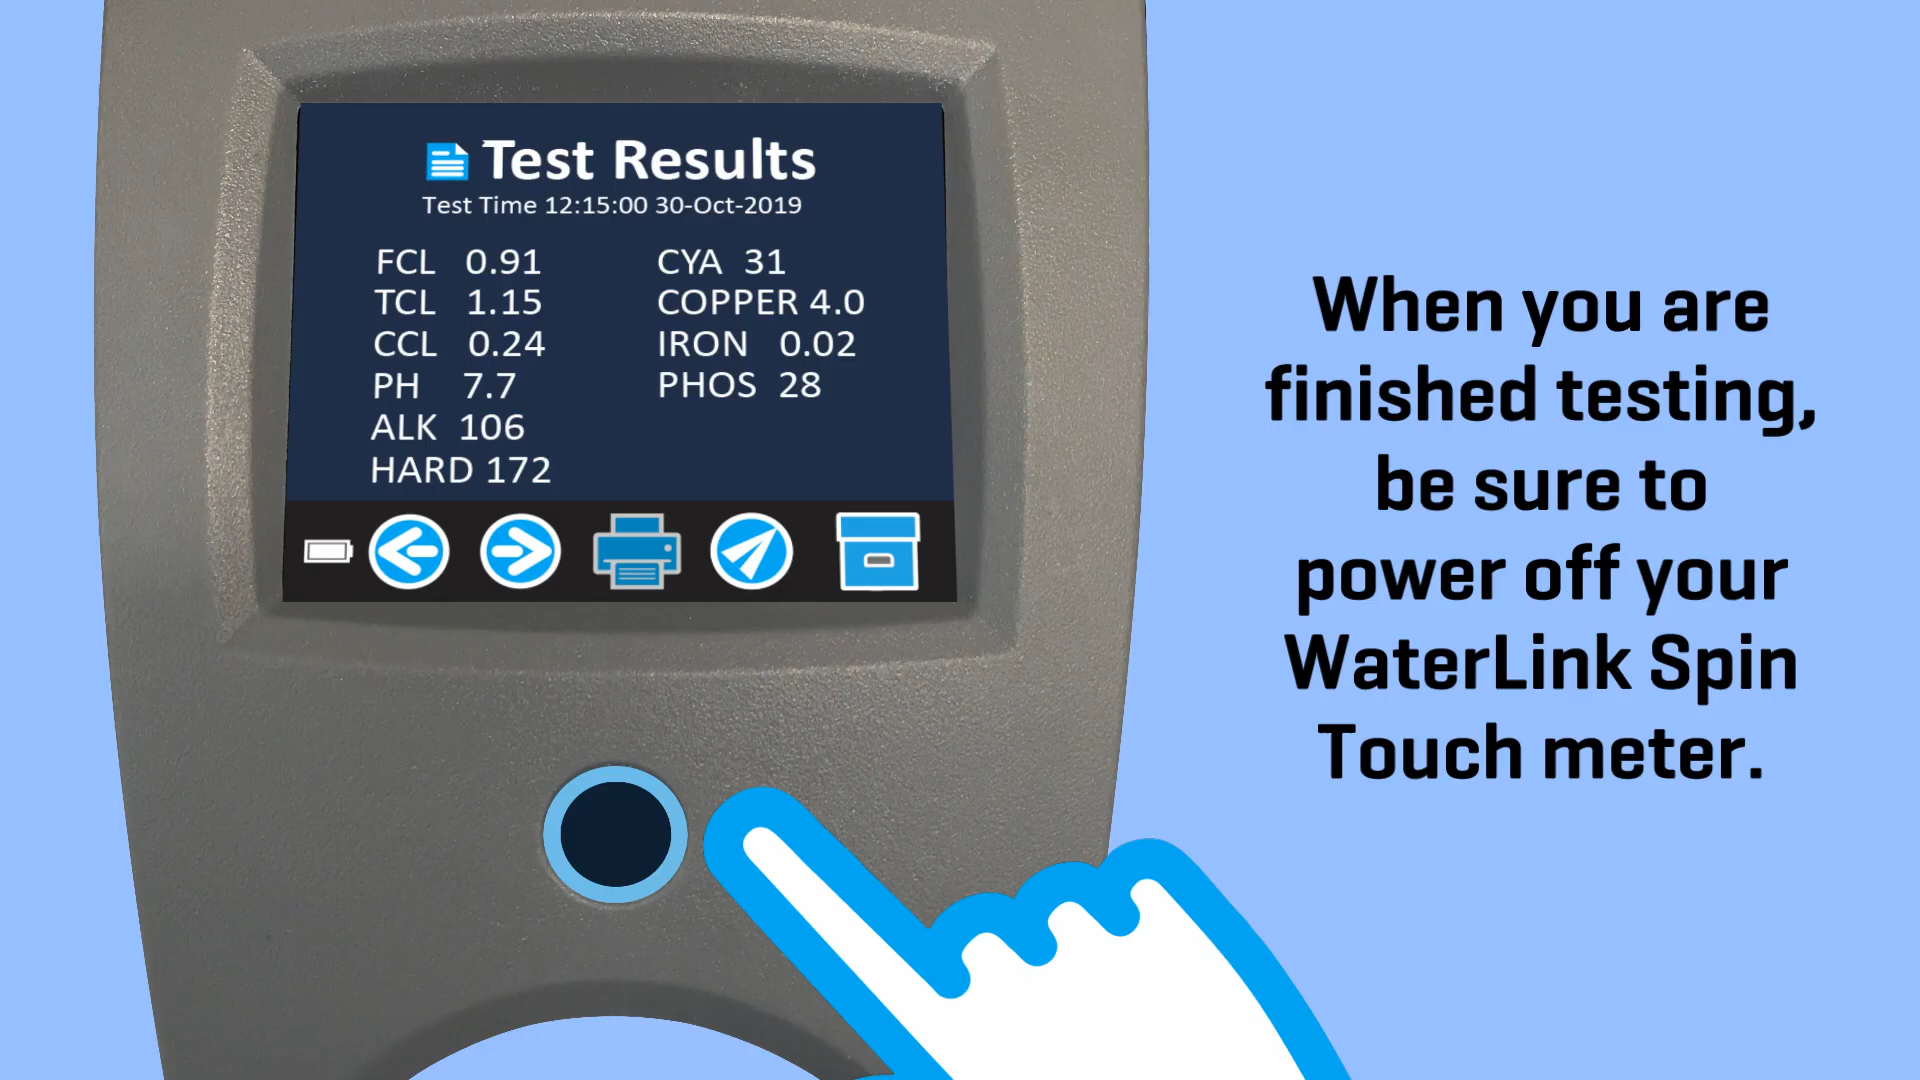 Test Results
Test Time 12:15:00 30-Oct-2019
FCL 0.91
TCL 1.15
CCL 0.24
PH 7.7
ALK 106
HARD 172
CYA 31
COPPER 4.0
IRON 0.02
PHOS 28
When you are
finished testing,
be sure to
power off your
WaterLink Spin
Touch meter.